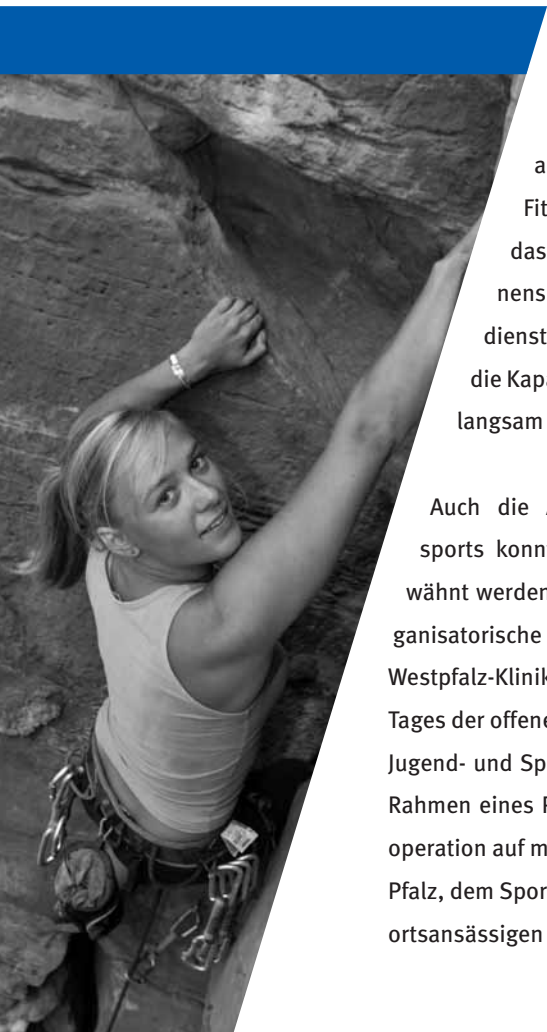 a
Fit
das
nens
dienst
die Kapa
langsam
Auch die
sports konn
wähnt werden
ganisatorische
Westpfalz-Klinik
Tages der offene
Jugend- und Sp
Rahmen eines
operation auf m
Pfalz, dem Spor
ortsansässigen